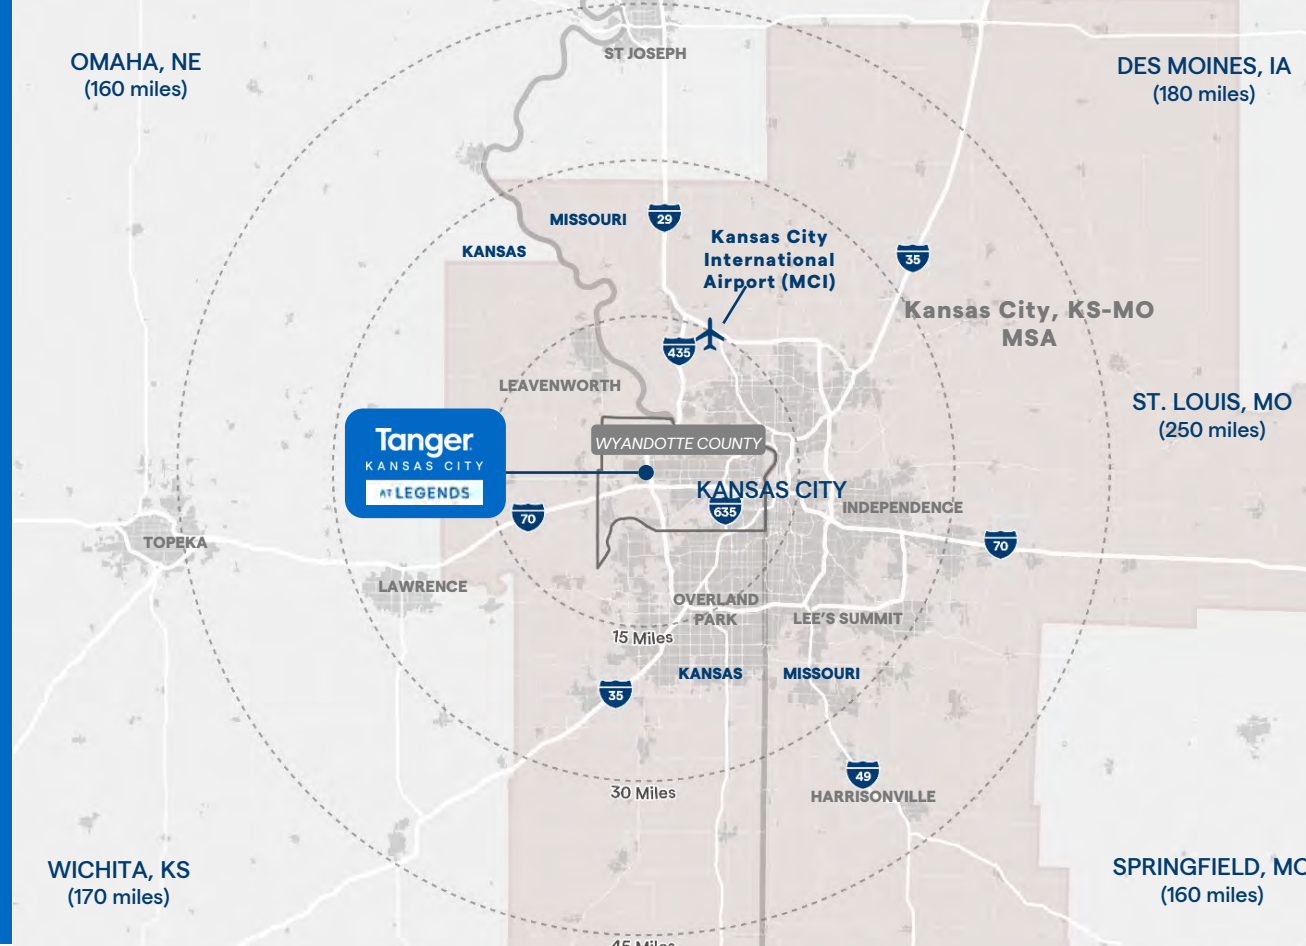 ST JOSEPH
OMAHA, NE
(160 miles)
DES MOINES, IA
(180 miles)
MISSOURI
29
KANSAS
Kansas City
International
Airport (MCI)
35
Kansas City, KS-MO
MSA
435
LEAVENWORTH
ST. LOUIS, MO
(250 miles)
Tanger
KANSAS CITY
AT LEGENDS
WYANDOTTE COUNTY
KANSAS CITY
635
70
INDEPENDENCE
70
TOPEKA
LAWRENCE
OVERLAND
PARK
LEE'S SUMMIT
15 Miles
KANSAS
MISSOURI
35
49
30 Miles
HARRISONVILLE
WICHITA, KS
(170 miles)
SPRINGFIELD, MO
(160 miles)
45 Miles